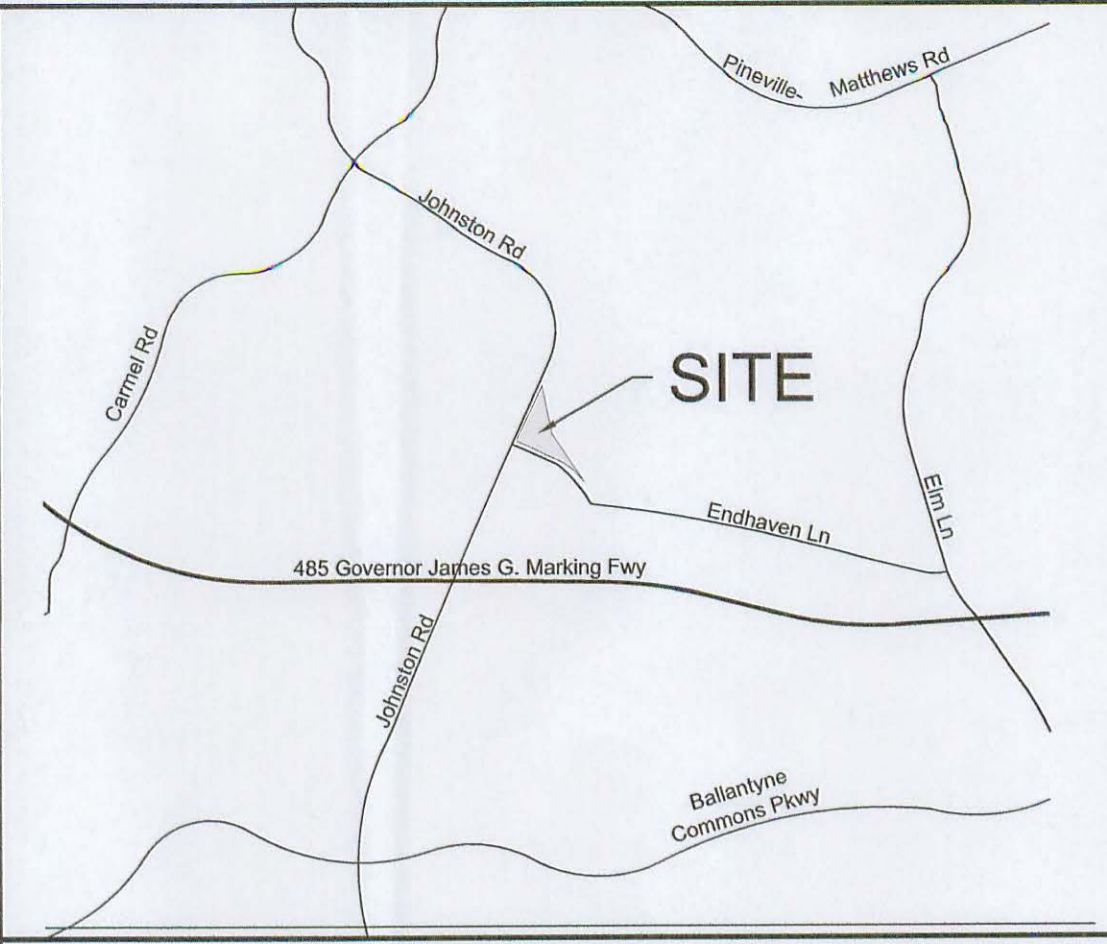 Pineville-
Matthews Rd
Johnston Rd
Carmel Rd
SITE
Elm Ln
Endhaven Ln
485 Governor James G. Marking Fwy
Johnston Rd
Ballantyne
Commons Pkwy